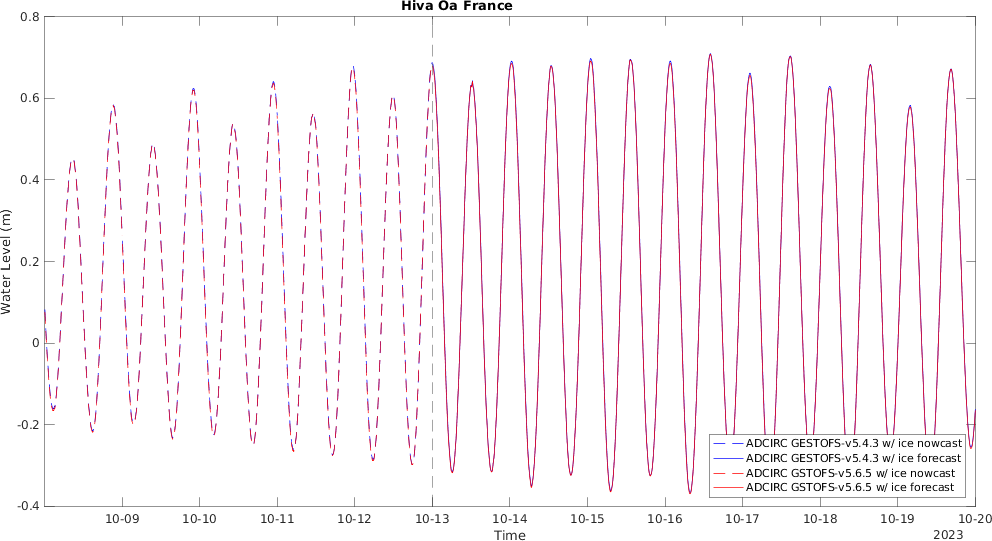 Hiva Oa France
0.8
0.6
0.4
0.2
0
-0.2
-0.4
Water Level (m)
ADCIRC GESTOFS-v5.4.3 w/ ice nowcast
ADCIRC GESTOFS-v5.4.3 w/ ice forecast
ADCIRC GSTOFS-v5.6.5 w/ ice nowcast
ADCIRC GSTOFS-v5.6.5 w/ ice forecast
10-09 10-10 10-11 10-12 10-13 10-14 10-15 10-16 10-17 10-18 10-19 10-20
Time
2023